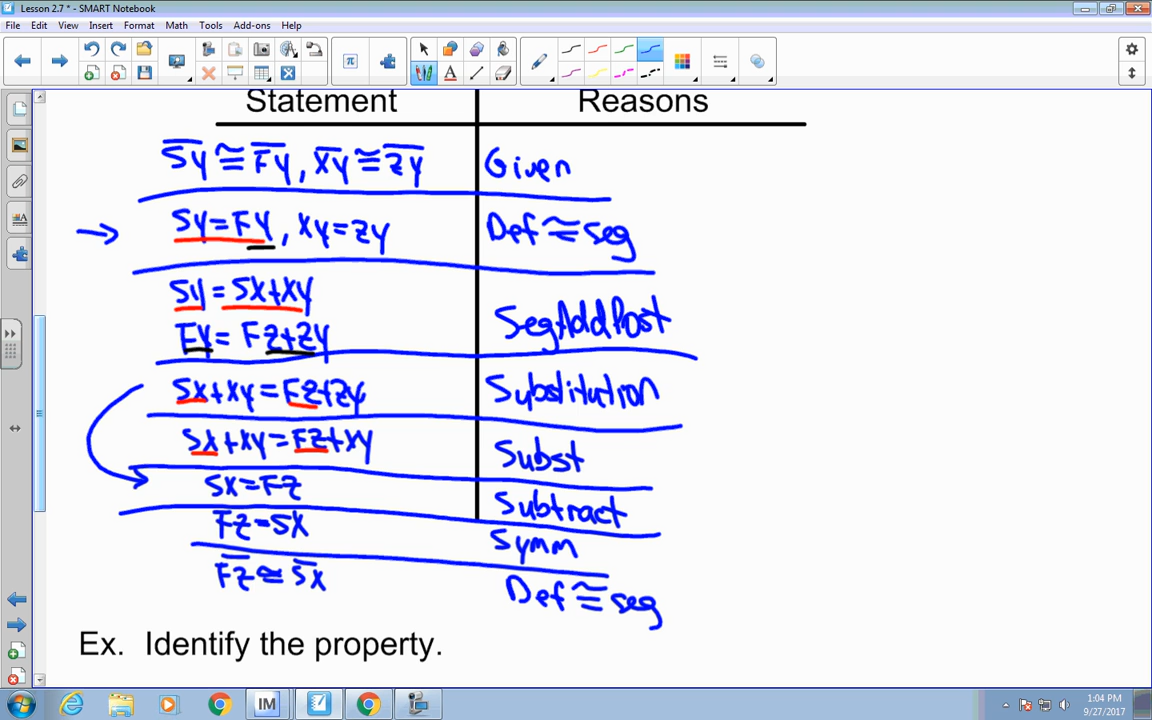 Lesson 2.7 * - SMART Notebook
File Edit View Insert Format Math Tools Add-ons Help
Statement Reasons
SY ≅ FY, XY ≅ ZY Given
→ SY = FY, XY = ZY Def ≅ seg
SY = SX + XY
FY = FZ + ZY SegAddPost
SX + XY = FZ + ZY Substitution
SX + XY = FZ + XY Subst
SX = FZ Subtract
FZ = SX Symm
FZ ≅ SX Def ≅ seg
Ex. Identify the property.
IM
1:04 PM
9/27/2017